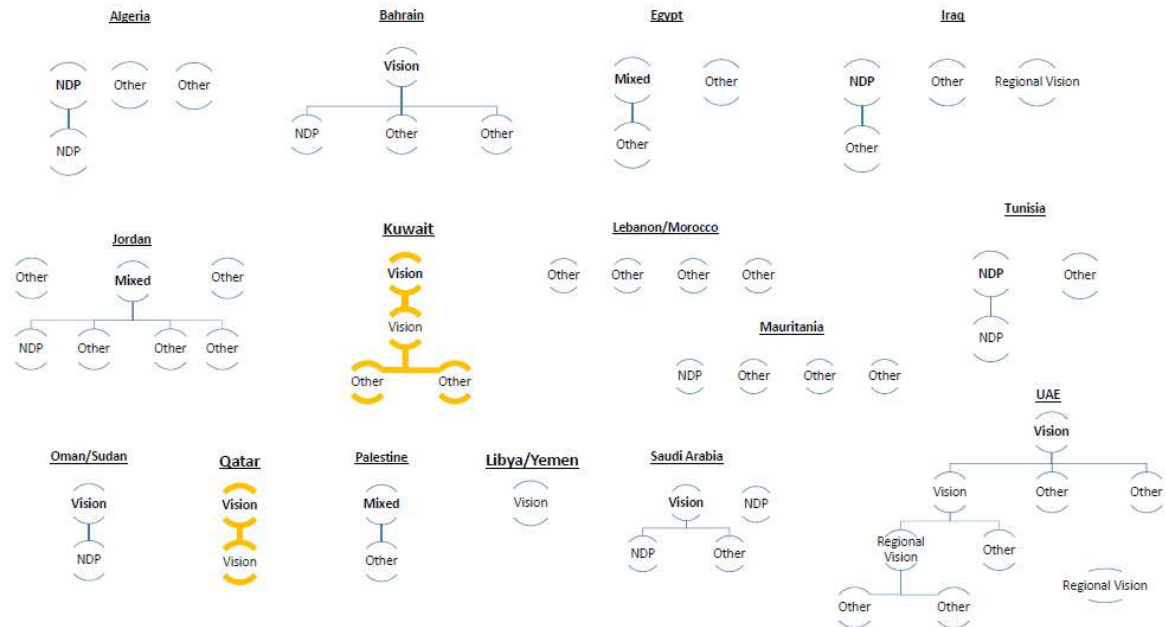 Algeria
NDP Other Other
NDP
Bahrain
Vision
NDP Other Other
Egypt
Mixed Other
Other
Iraq
NDP Other Regional Vision
Other
Jordan
Other Mixed Other
NDP Other Other Other
Kuwait
Vision
Vision
Other Other
Lebanon/Morocco
Other Other Other Other
Mauritania
NDP Other Other Other
Tunisia
NDP Other
NDP
Oman/Sudan
Vision
NDP
Qatar
Vision
Vision
Palestine
Mixed
Other
Libya/Yemen
Vision
Saudi Arabia
Vision NDP
NDP Other
UAE
Vision
Vision Other Other
Regional
Vision
Other
Regional Vision
Other Other